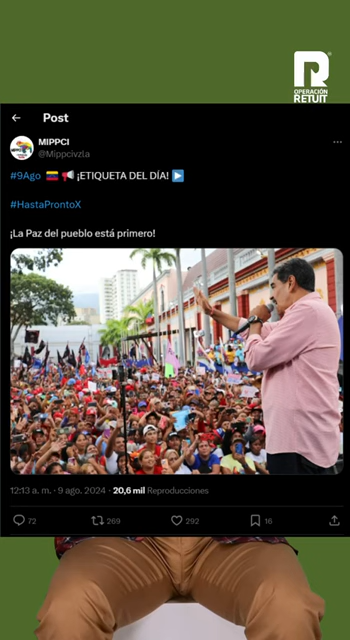 OPERACIÓN
RETUIT
Post
MIPPCI
@Mippcivzla
#9Ago ¡ETIQUETA DEL DÍA!
#HastaProntoX
¡La Paz del pueblo está primero!
12:13 a. m. · 9 ago. 2024 · 20,6 mil Reproducciones
72 269 292 16